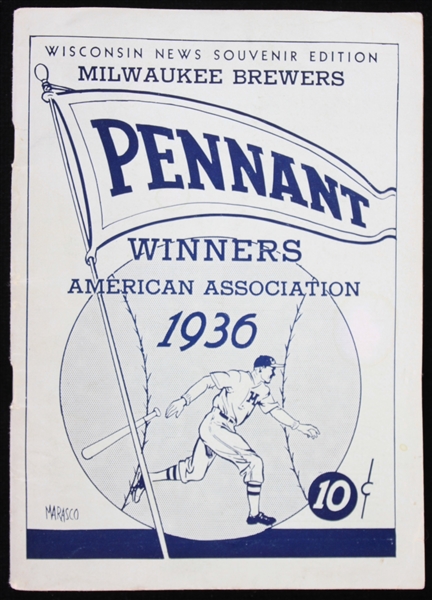 WISCONSIN NEWS SOUVENIR EDITION
MILWAUKEE BREWERS
PENNANT
WINNERS
AMERICAN ASSOCIATION
1936
M
10¢
MARASCO